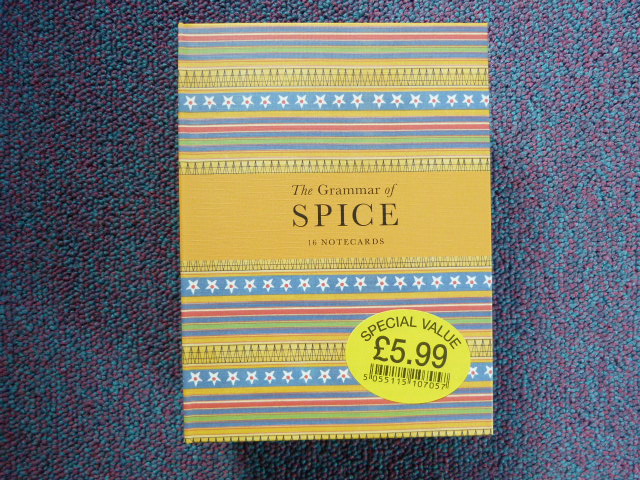 The Grammar of
SPICE
16 NOTECARDS
SPECIAL VALUE
£5.99
5 055115 107057